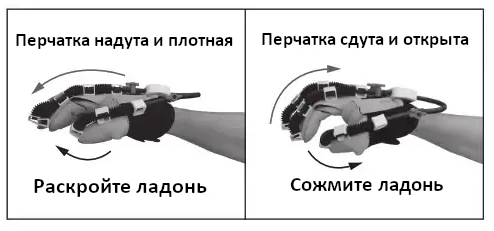 Перчатка надута и плотная
Раскройте ладонь
Перчатка сдута и открыта
Сожмите ладонь